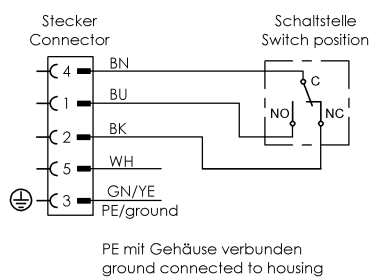 Stecker
Connector
Schaltstelle
Switch position
4 BN
1 BU
2 BK
5 WH
3 GN/YE
PE/ground
C
NO NC
PE mit Gehäuse verbunden
ground connected to housing